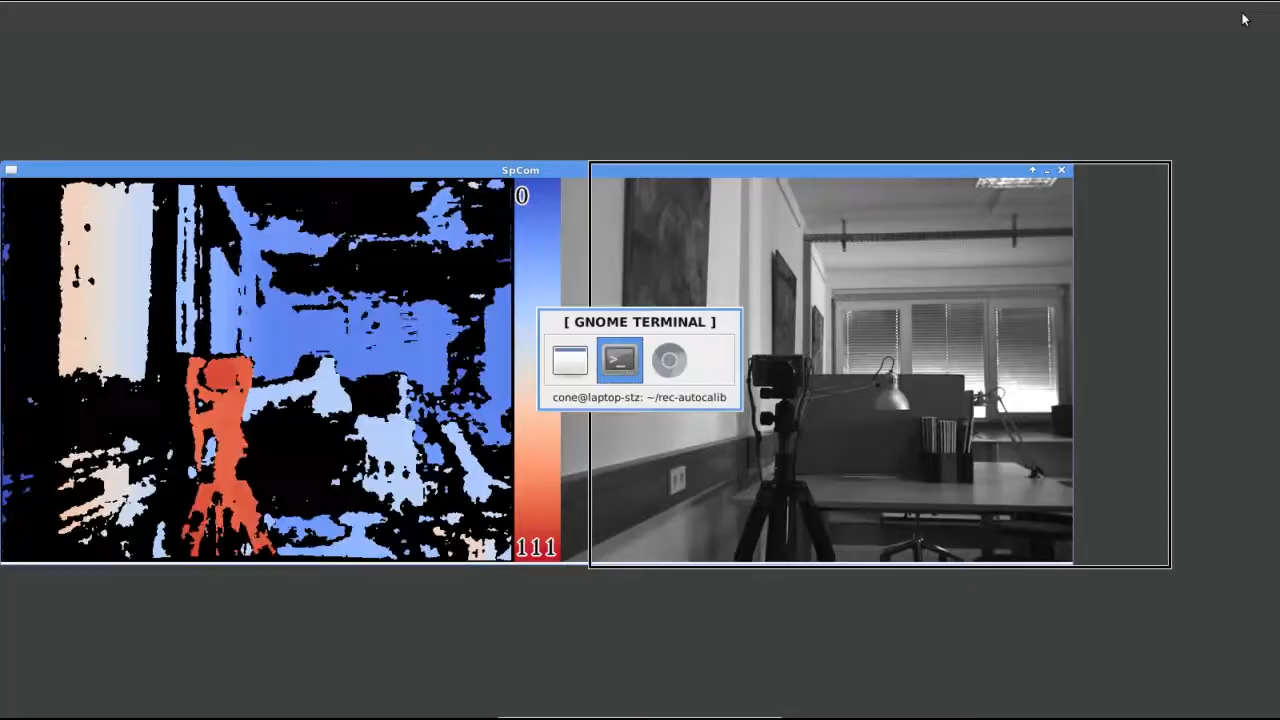 SpCom
0
[ GNOME TERMINAL ]
>_
cone@laptop-stz: ~/rec-autocalib
111